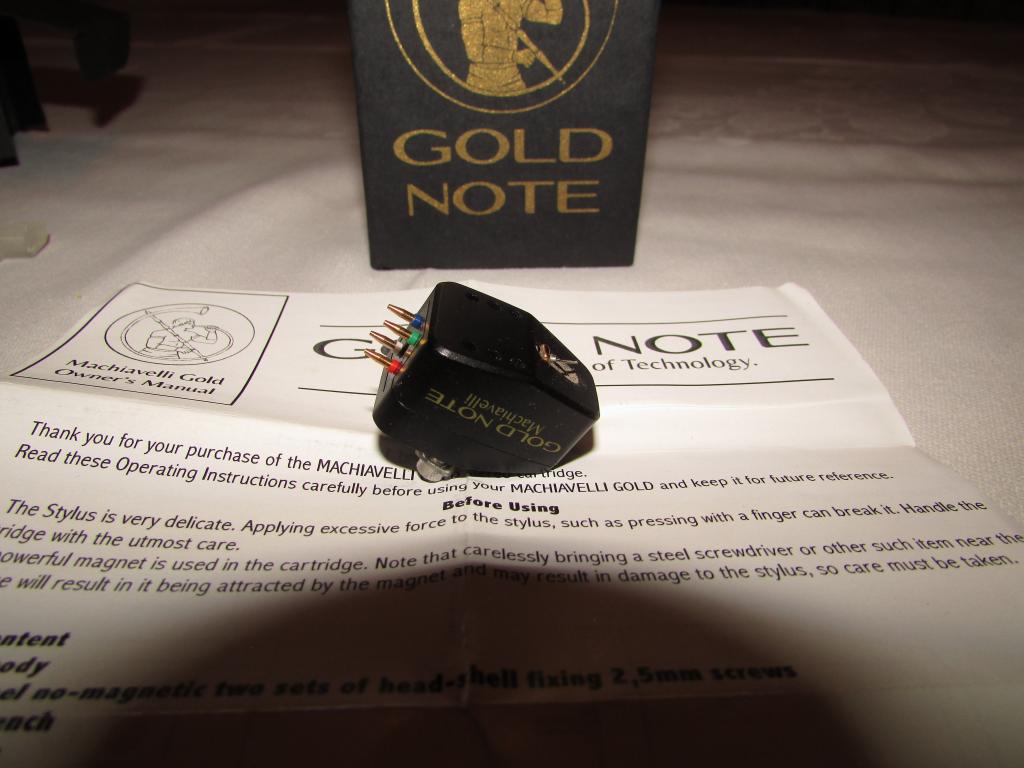 GOLD
NOTE
Machiavelli Gold
Owner's Manual
G NOTE
of Technology.
GOLD NOTE
Machiavelli
Thank you for your purchase of the MACHIAVELLI cartridge.
Read these Operating Instructions carefully before using your MACHIAVELLI GOLD and keep it for future reference.
Before Using
The Stylus is very delicate. Applying excessive force to the stylus, such as pressing with a finger can break it. Handle the
ridge with the utmost care.
owerful magnet is used in the cartridge. Note that carelessly bringing a steel screwdriver or other such item near the
e will result in it being attracted by the magnet and may result in damage to the stylus, so care must be taken.
ntent
ody
el no-magnetic two sets of head-shell fixing 2,5mm screws
ench